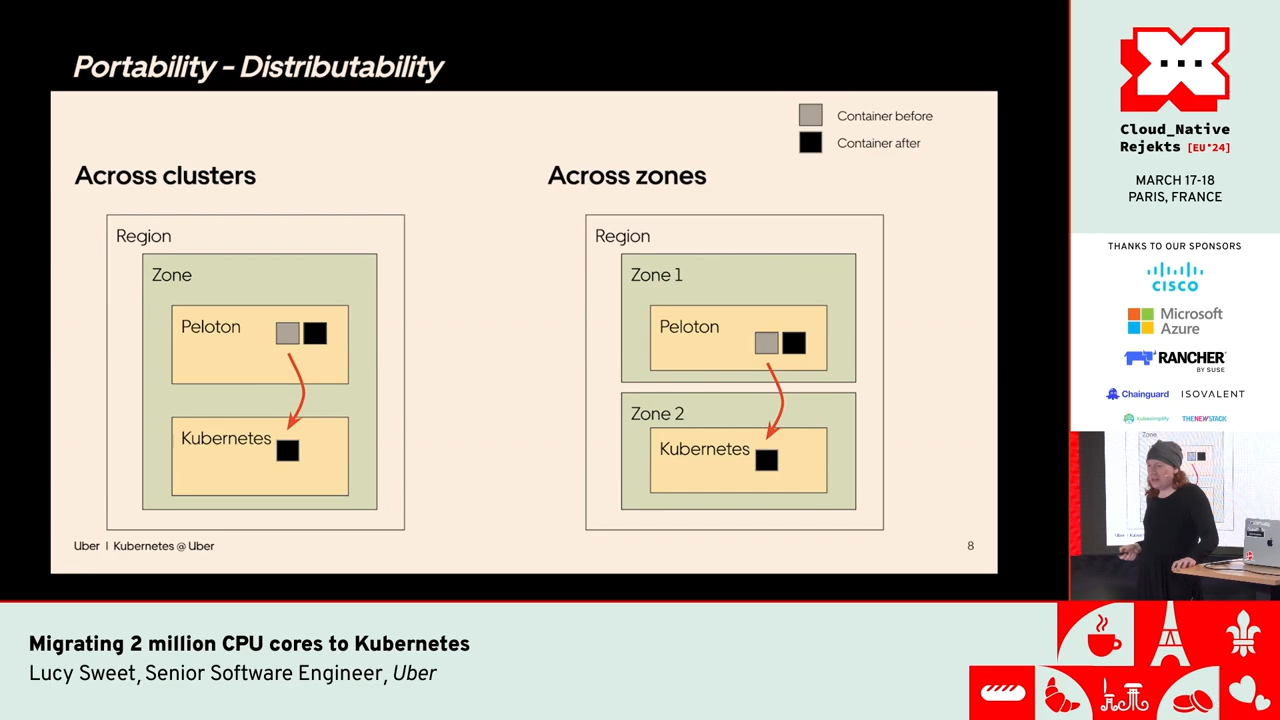 Portability - Distributability
Container before
Container after
Across clusters
Region
Zone
Peloton
Kubernetes
Across zones
Region
Zone 1
Peloton
Zone 2
Kubernetes
Uber | Kubernetes @ Uber
8
Cloud_Native
Rejekts [EU'24]
MARCH 17-18
PARIS, FRANCE
THANKS TO OUR SPONSORS
CISCO
Microsoft
Azure
RANCHER
BY SUSE
Chainguard
ISOVALENT
kubesimplify
THENEWSTACK
Zone
Migrating 2 million CPU cores to Kubernetes
Lucy Sweet, Senior Software Engineer, Uber